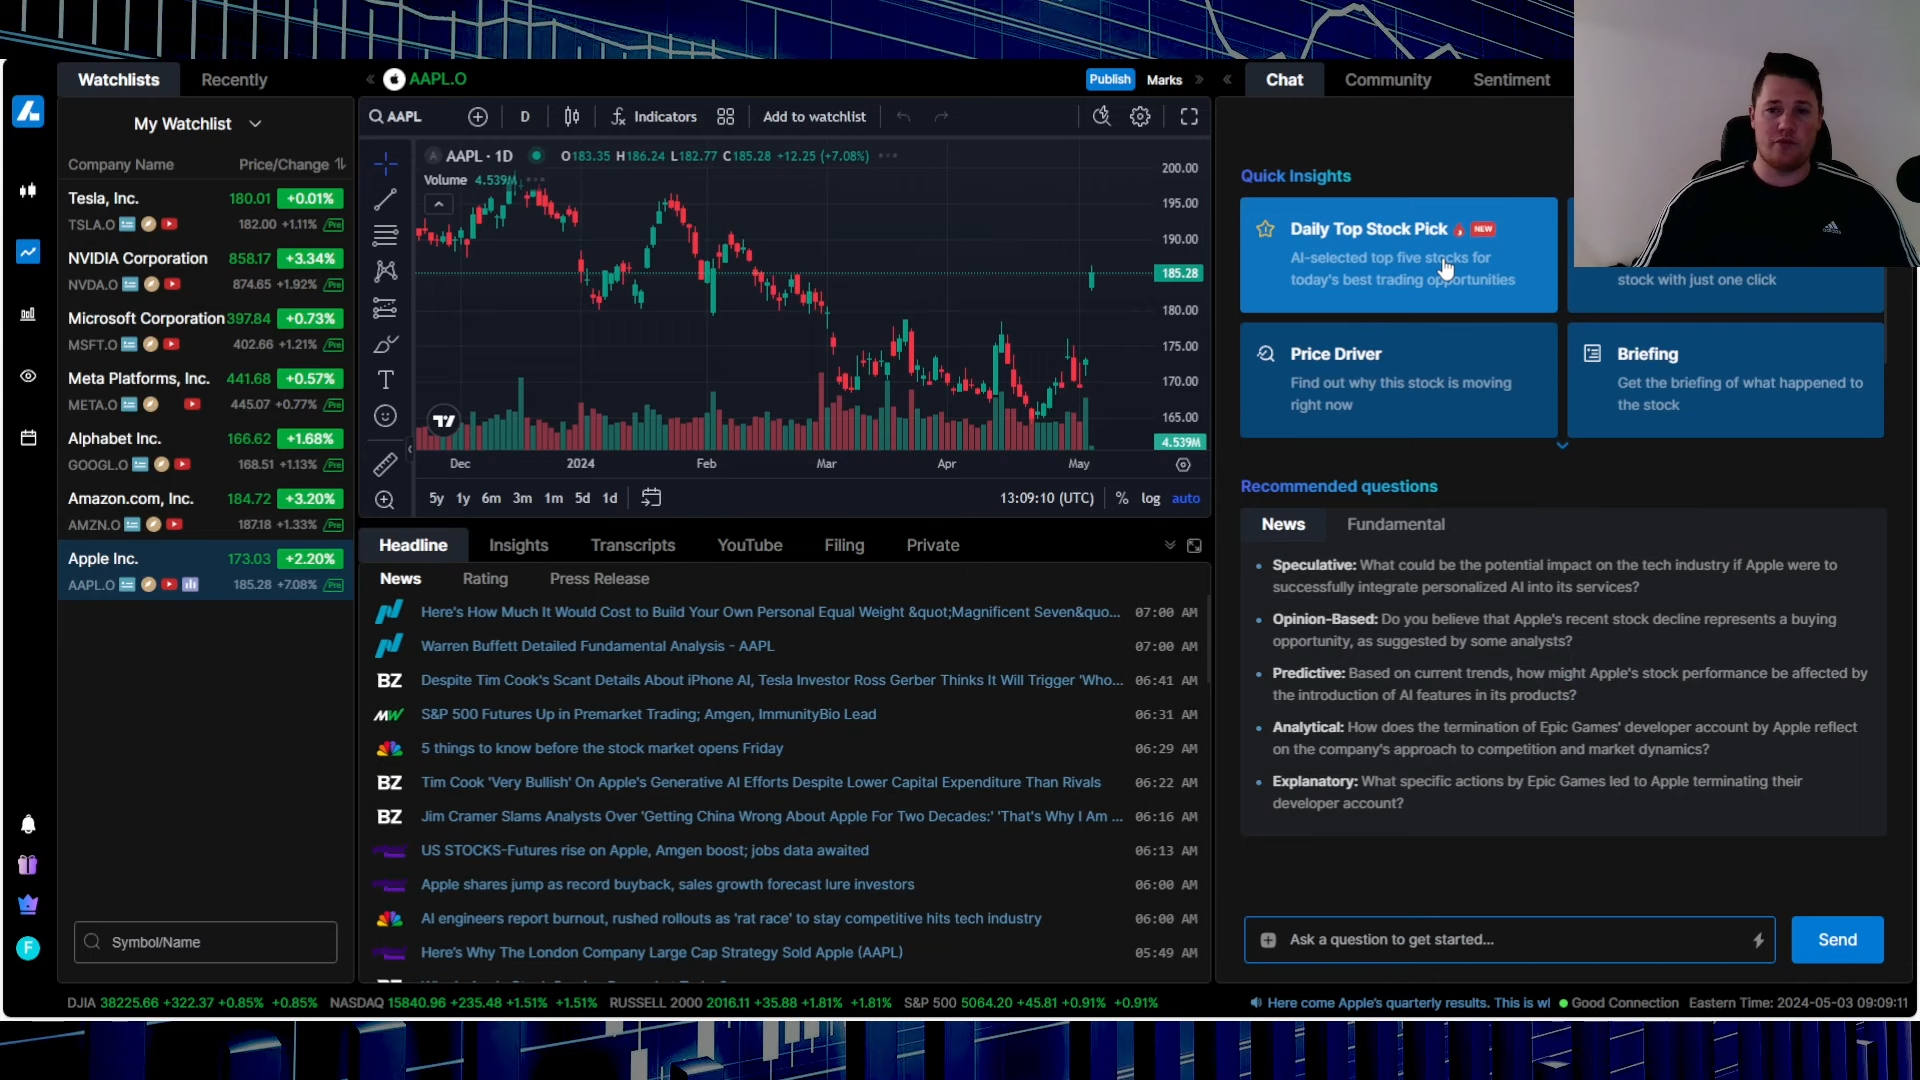 Watchlists
Recently
My Watchlist
Company Name
Price/Change
Tesla, Inc. 180.01 +0.01%
TSLA.O 182.00 +1.11% Pre
NVIDIA Corporation 858.17 +3.34%
NVDA.O 874.65 +1.92% Pre
Microsoft Corporation 397.84 +0.73%
MSFT.O 402.66 +1.21% Pre
Meta Platforms, Inc. 441.68 +0.57%
META.O 445.07 +0.77% Pre
Alphabet Inc. 166.62 +1.68%
GOOGL.O 168.51 +1.13% Pre
Amazon.com, Inc. 184.72 +3.20%
AMZN.O 187.18 +1.33% Pre
Apple Inc. 173.03 +2.20%
AAPL.O 185.28 +7.08% Pre
Symbol/Name
F
AAPL.O
Publish
Marks
AAPL
D
Indicators
Add to watchlist
AAPL · 1D O183.35 H186.24 L182.77 C185.28 +12.25 (+7.08%)
Volume 4.539M
200.00
195.00
190.00
185.28
180.00
175.00
170.00
165.00
4.539M
Dec 2024 Feb Mar Apr May
5y 1y 6m 3m 1m 5d 1d
13:09:10 (UTC) % log auto
Headline Insights Transcripts YouTube Filing Private
News Rating Press Release
Here's How Much It Would Cost to Build Your Own Personal Equal Weight &quot;Magnificent Seven&quo... 07:00 AM
Warren Buffett Detailed Fundamental Analysis - AAPL 07:00 AM
BZ Despite Tim Cook's Scant Details About iPhone AI, Tesla Investor Ross Gerber Thinks It Will Trigger 'Who... 06:41 AM
MW S&P 500 Futures Up in Premarket Trading; Amgen, ImmunityBio Lead 06:31 AM
5 things to know before the stock market opens Friday 06:29 AM
BZ Tim Cook 'Very Bullish' On Apple's Generative AI Efforts Despite Lower Capital Expenditure Than Rivals 06:22 AM
BZ Jim Cramer Slams Analysts Over 'Getting China Wrong About Apple For Two Decades:' 'That's Why I Am ... 06:16 AM
US STOCKS-Futures rise on Apple, Amgen boost; jobs data awaited 06:13 AM
Apple shares jump as record buyback, sales growth forecast lure investors 06:00 AM
AI engineers report burnout, rushed rollouts as 'rat race' to stay competitive hits tech industry 06:00 AM
Here's Why The London Company Large Cap Strategy Sold Apple (AAPL) 05:49 AM
Chat Community Sentiment
Quick Insights
Daily Top Stock Pick NEW
AI-selected top five stocks for
today's best trading opportunities
stock with just one click
Price Driver
Find out why this stock is moving
right now
Briefing
Get the briefing of what happened to
the stock
Recommended questions
News Fundamental
Speculative: What could be the potential impact on the tech industry if Apple were to
successfully integrate personalized AI into its services?
Opinion-Based: Do you believe that Apple's recent stock decline represents a buying
opportunity, as suggested by some analysts?
Predictive: Based on current trends, how might Apple's stock performance be affected by
the introduction of AI features in its products?
Analytical: How does the termination of Epic Games' developer account by Apple reflect
on the company's approach to competition and market dynamics?
Explanatory: What specific actions by Epic Games led to Apple terminating their
developer account?
Ask a question to get started...
Send
DJIA 38225.66 +322.37 +0.85% +0.85% NASDAQ 15840.96 +235.48 +1.51% +1.51% RUSSELL 2000 2016.11 +35.88 +1.81% +1.81% S&P 500 5064.20 +45.81 +0.91% +0.91%
Here come Apple's quarterly results. This is wl
Good Connection Eastern Time: 2024-05-03 09:09:11